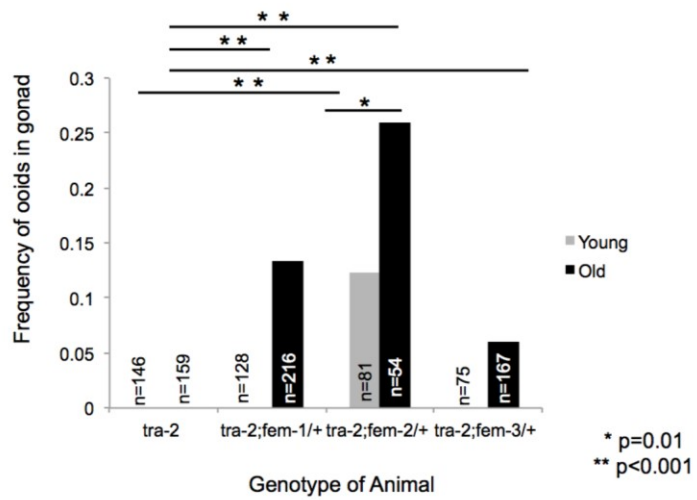 * *
* *
* *
* *
*
Frequency of ooids in gonad
0.3
0.25
0.2
0.15
0.1
0.05
0
n=146
n=159
n=128
n=216
n=81
n=54
n=75
n=167
Young
Old
tra-2 tra-2;fem-1/+ tra-2;fem-2/+ tra-2;fem-3/+
Genotype of Animal
* p=0.01
** p<0.001